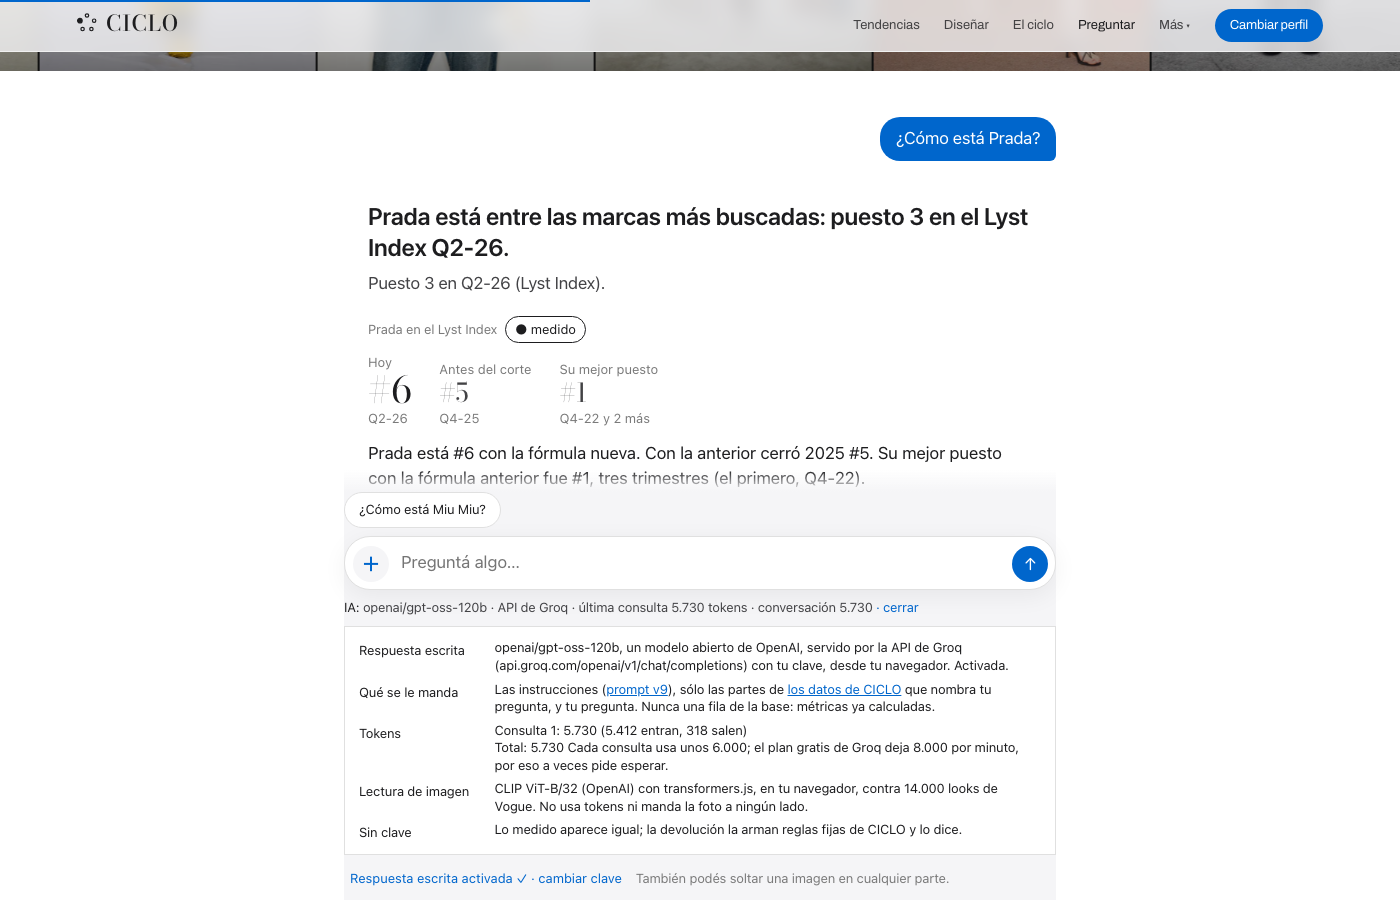 CICLO
Tendencias
Diseñar
El ciclo
Preguntar
Más
Cambiar perfil
¿Cómo está Prada?
Prada está entre las marcas más buscadas: puesto 3 en el Lyst
Index Q2-26.
Puesto 3 en Q2-26 (Lyst Index).
Prada en el Lyst Index
medido
Hoy
#6
Q2-26
Antes del corte
#5
Q4-25
Su mejor puesto
#1
Q4-22 y 2 más
Prada está #6 con la fórmula nueva. Con la anterior cerró 2025 #5. Su mejor puesto
con la fórmula anterior fue #1, tres trimestres (el primero, Q4-22).
¿Cómo está Miu Miu?
Preguntá algo...
IA: openai/gpt-oss-120b · API de Groq · última consulta 5.730 tokens · conversación 5.730 · cerrar
Respuesta escrita
openai/gpt-oss-120b, un modelo abierto de OpenAI, servido por la API de Groq
(api.groq.com/openai/v1/chat/completions) con tu clave, desde tu navegador. Activada.
Qué se le manda
Las instrucciones (prompt v9), sólo las partes de los datos de CICLO que nombra tu
pregunta, y tu pregunta. Nunca una fila de la base: métricas ya calculadas.
Tokens
Consulta 1: 5.730 (5.412 entran, 318 salen)
Total: 5.730 Cada consulta usa unos 6.000; el plan gratis de Groq deja 8.000 por minuto,
por eso a veces pide esperar.
Lectura de imagen
CLIP ViT-B/32 (OpenAI) con transformers.js, en tu navegador, contra 14.000 looks de
Vogue. No usa tokens ni manda la foto a ningún lado.
Sin clave
Lo medido aparece igual; la devolución la arman reglas fijas de CICLO y lo dice.
Respuesta escrita activada ✓ · cambiar clave
También podés soltar una imagen en cualquier parte.